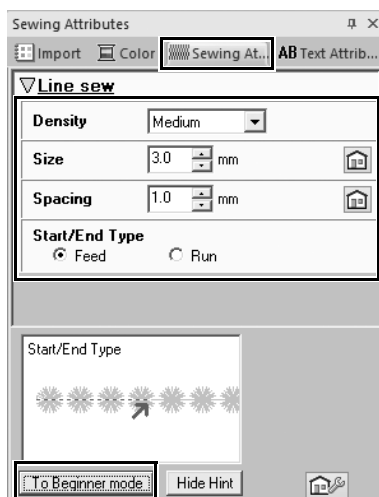 Sewing Attributes
Import Color Sewing At... AB Text Attrib...
Line sew
Density Medium
Size 3.0 mm
Spacing 1.0 mm
Start/End Type
Feed Run
Start/End Type
To Beginner mode Hide Hint